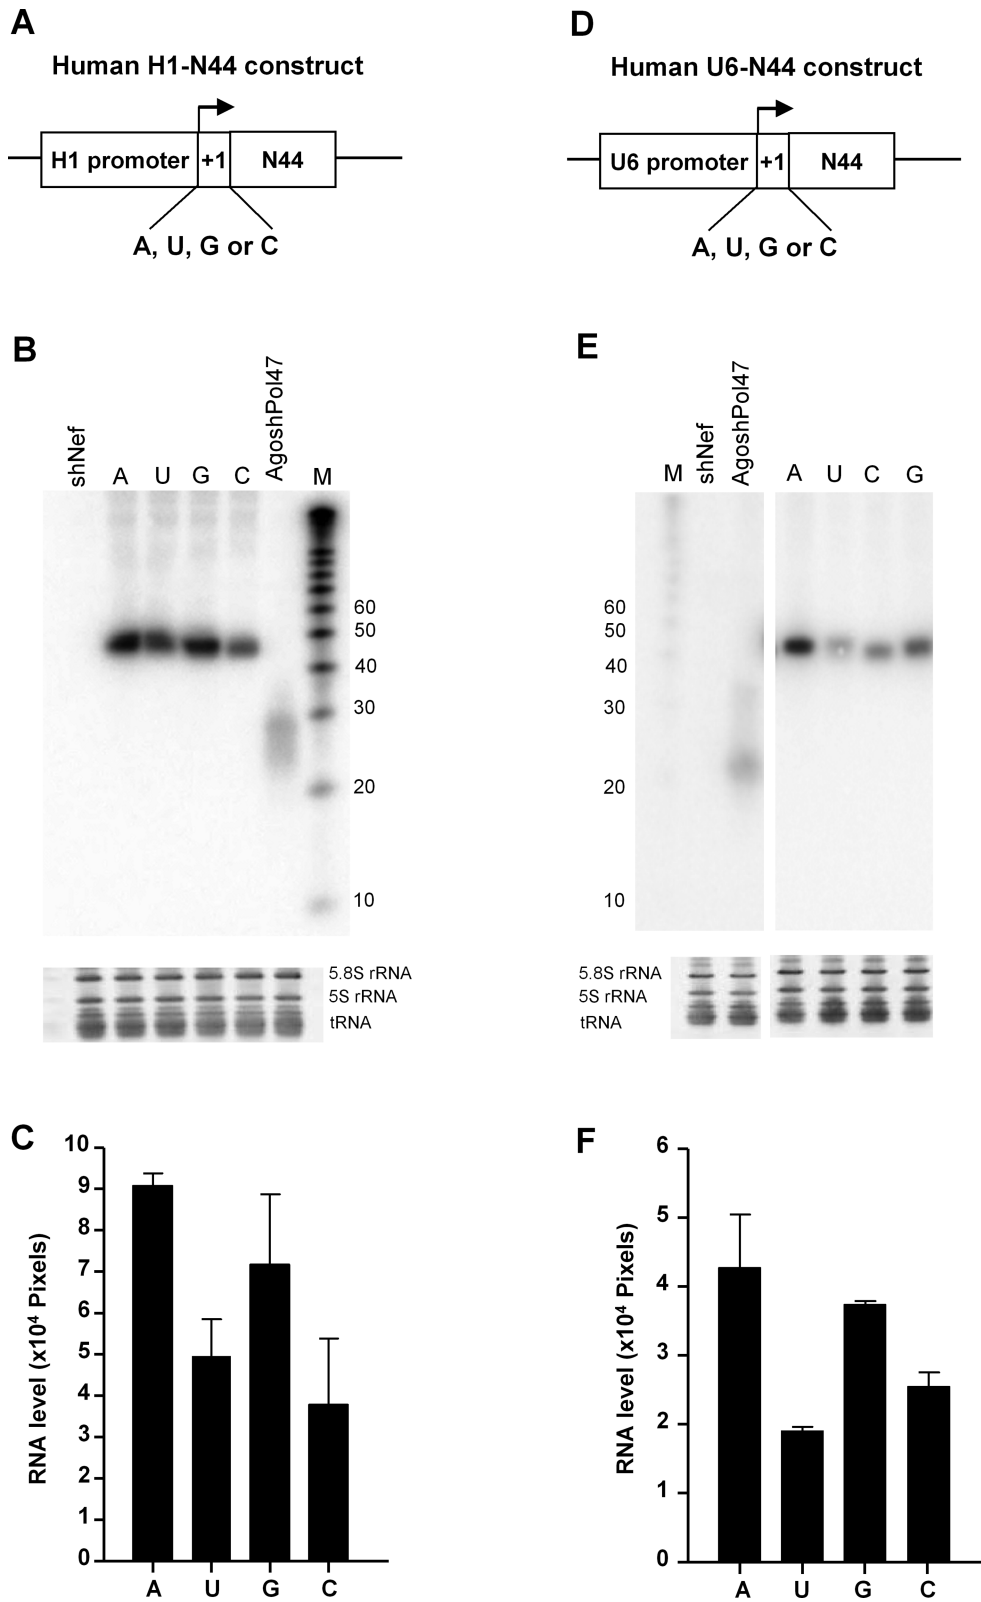 A
Human H1-N44 construct
H1 promoter +1 N44
A, U, G or C
D
Human U6-N44 construct
U6 promoter +1 N44
A, U, G or C
B
shNef A U G C AgoshPol47 M
60
50
40
30
20
10
5.8S rRNA
5S rRNA
tRNA
E
M shNef AgoshPol47 A U C G
60
50
40
30
20
10
5.8S rRNA
5S rRNA
tRNA
C
RNA level (x10⁴ Pixels)
10
9
8
7
6
5
4
3
2
1
0
A U G C
F
RNA level (x10⁴ Pixels)
6
5
4
3
2
1
0
A U G C